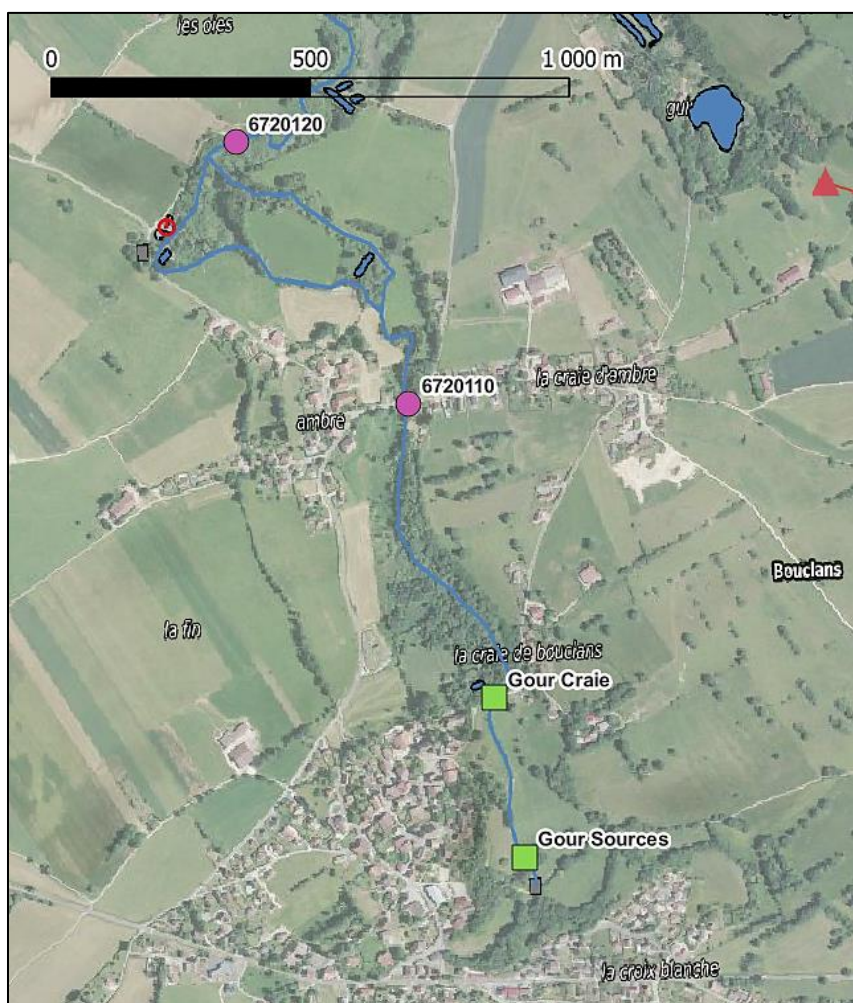 les oies
0 500 1 000 m
6720120
6720110
la craie d'ambre
ambre
Bouclans
la fin
la craie de bouclans
Gour Craie
Gour Sources
la croix blanche